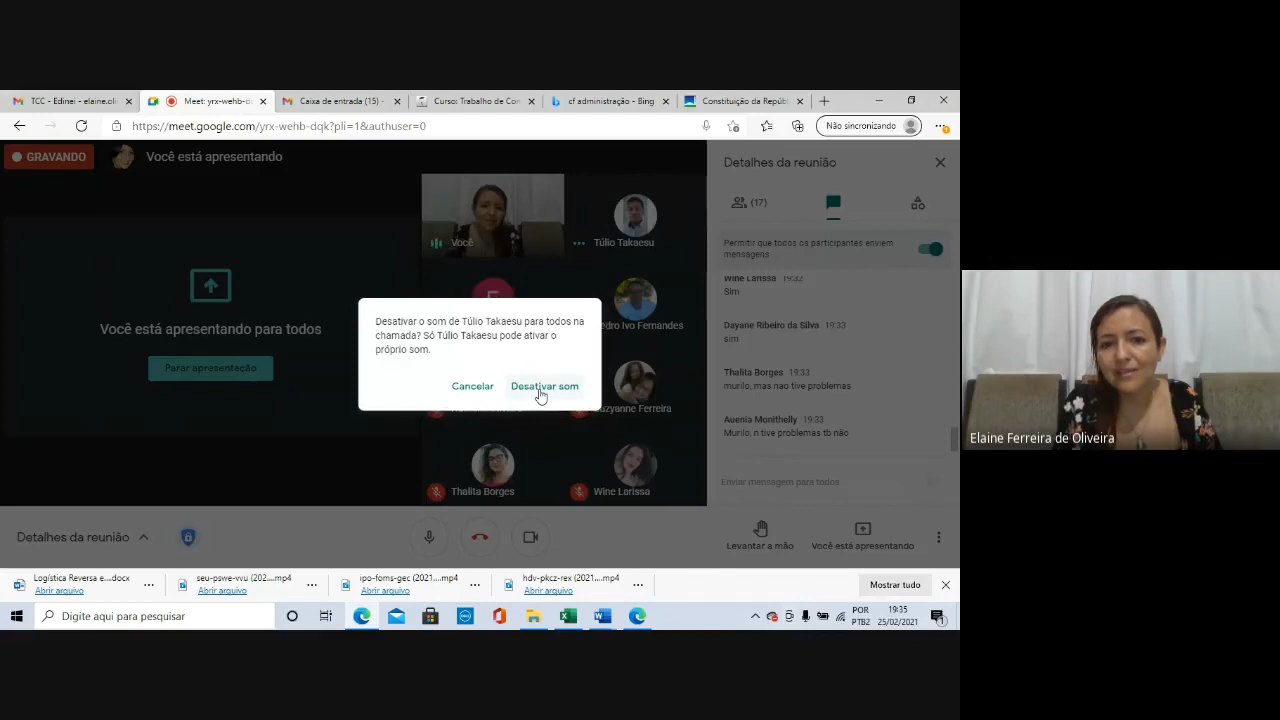 TCC - Edinei - elaine.oli
Meet: yrx-wehb-dq
Caixa de entrada (15) -
Curso: Trabalho de Con
cf administração - Bing
Constituição da Repúbl
https://meet.google.com/yrx-wehb-dqk?pli=1&authuser=0
Não sincronizando
GRAVANDO
Você está apresentando
Você está apresentando para todos
Parar apresentação
Você
Túlio Takaesu
edro Ivo Fernandes
uzyanne Ferreira
Thalita Borges
Wine Larissa
Desativar o som de Túlio Takaesu para todos na
chamada? Só Túlio Takaesu pode ativar o
próprio som.
Cancelar
Desativar som
Detalhes da reunião
(17)
Permitir que todos os participantes enviem
mensagens
Wine Larissa 19:32
Sim
Dayane Ribeiro da Silva 19:33
sim
Thalita Borges 19:33
murilo, mas nao tive problemas
Auenia Monithelly 19:33
Murilo, n tive problemas tb não
Enviar mensagem para todos
Detalhes da reunião
Levantar a mão
Você está apresentando
Logística Reversa e....docx
Abrir arquivo
seu-pswe-vvu (202....mp4
Abrir arquivo
ipo-foms-gec (2021....mp4
Abrir arquivo
hdv-pkcz-rex (2021....mp4
Abrir arquivo
Mostrar tudo
Digite aqui para pesquisar
POR
PTB2
19:35
25/02/2021
1
Elaine Ferreira de Oliveira